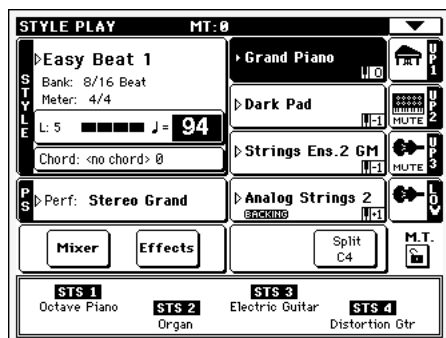 STYLE PLAY MT:0
Easy Beat 1
Bank: 8/16 Beat
Meter: 4/4
STYLE
L: 5 ♩= 94
Chord: <no chord> 0
Grand Piano
0
UP1
Dark Pad
-1
MUTE
UP2
Strings Ens.2 GM
-1
MUTE
UP3
PS
Perf: Stereo Grand
Analog Strings 2
BACKING
+1
LOW
Mixer
Effects
Split
C4
M.T.
STS 1
Octave Piano
STS 2
Organ
STS 3
Electric Guitar
STS 4
Distortion Gtr